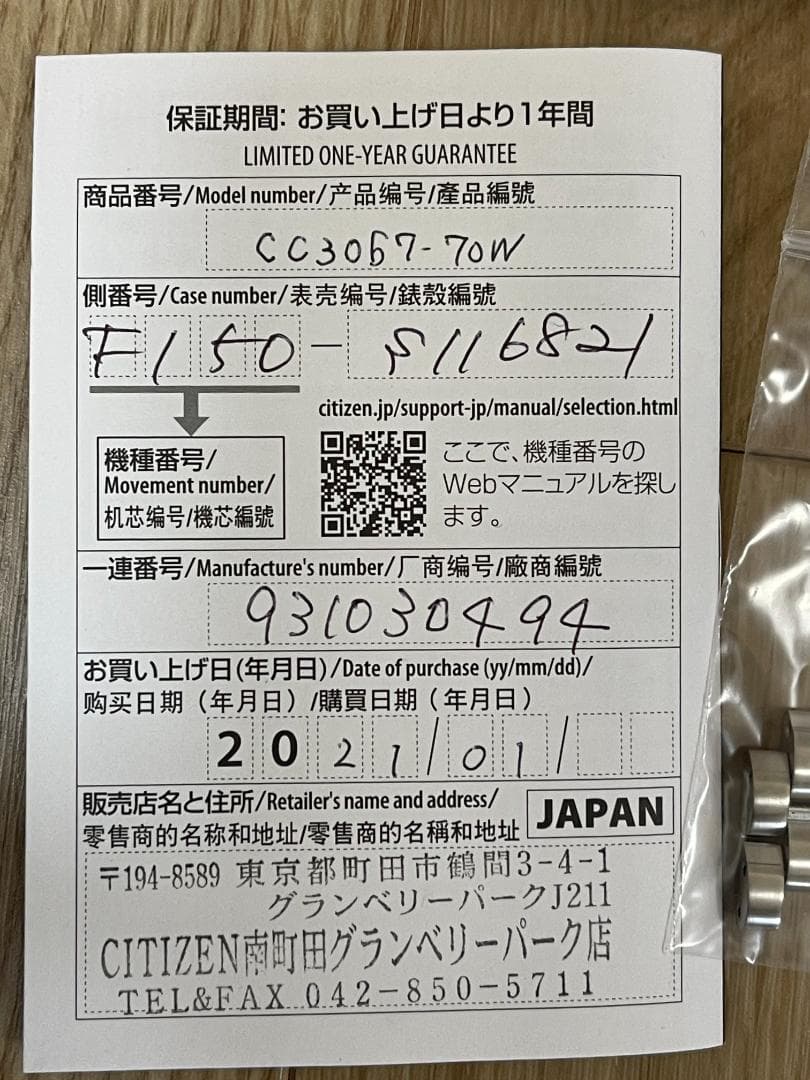 保証期間: お買い上げ日より1年間
LIMITED ONE-YEAR GUARANTEE
商品番号/Model number/产品编号/產品編號
CC3067-70W
側番号/Case number/表壳编号/錶殼編號
F150 - S116821
citizen.jp/support-jp/manual/selection.html
機種番号/
Movement number/
机芯编号/機芯編號
ここで、機種番号の
Webマニュアルを探し
ます。
一連番号/Manufacture's number/厂商编号/廠商編號
931030494
お買い上げ日(年月日)/Date of purchase (yy/mm/dd)/
购买日期（年月日）/購買日期（年月日）
2021/01/
販売店名と住所/Retailer's name and address/
零售商的名称和地址/零售商的名稱和地址
JAPAN
〒194-8589 東京都町田市鶴間3-4-1
グランベリーパークJ211
CITIZEN南町田グランベリーパーク店
TEL&FAX 042-850-5711